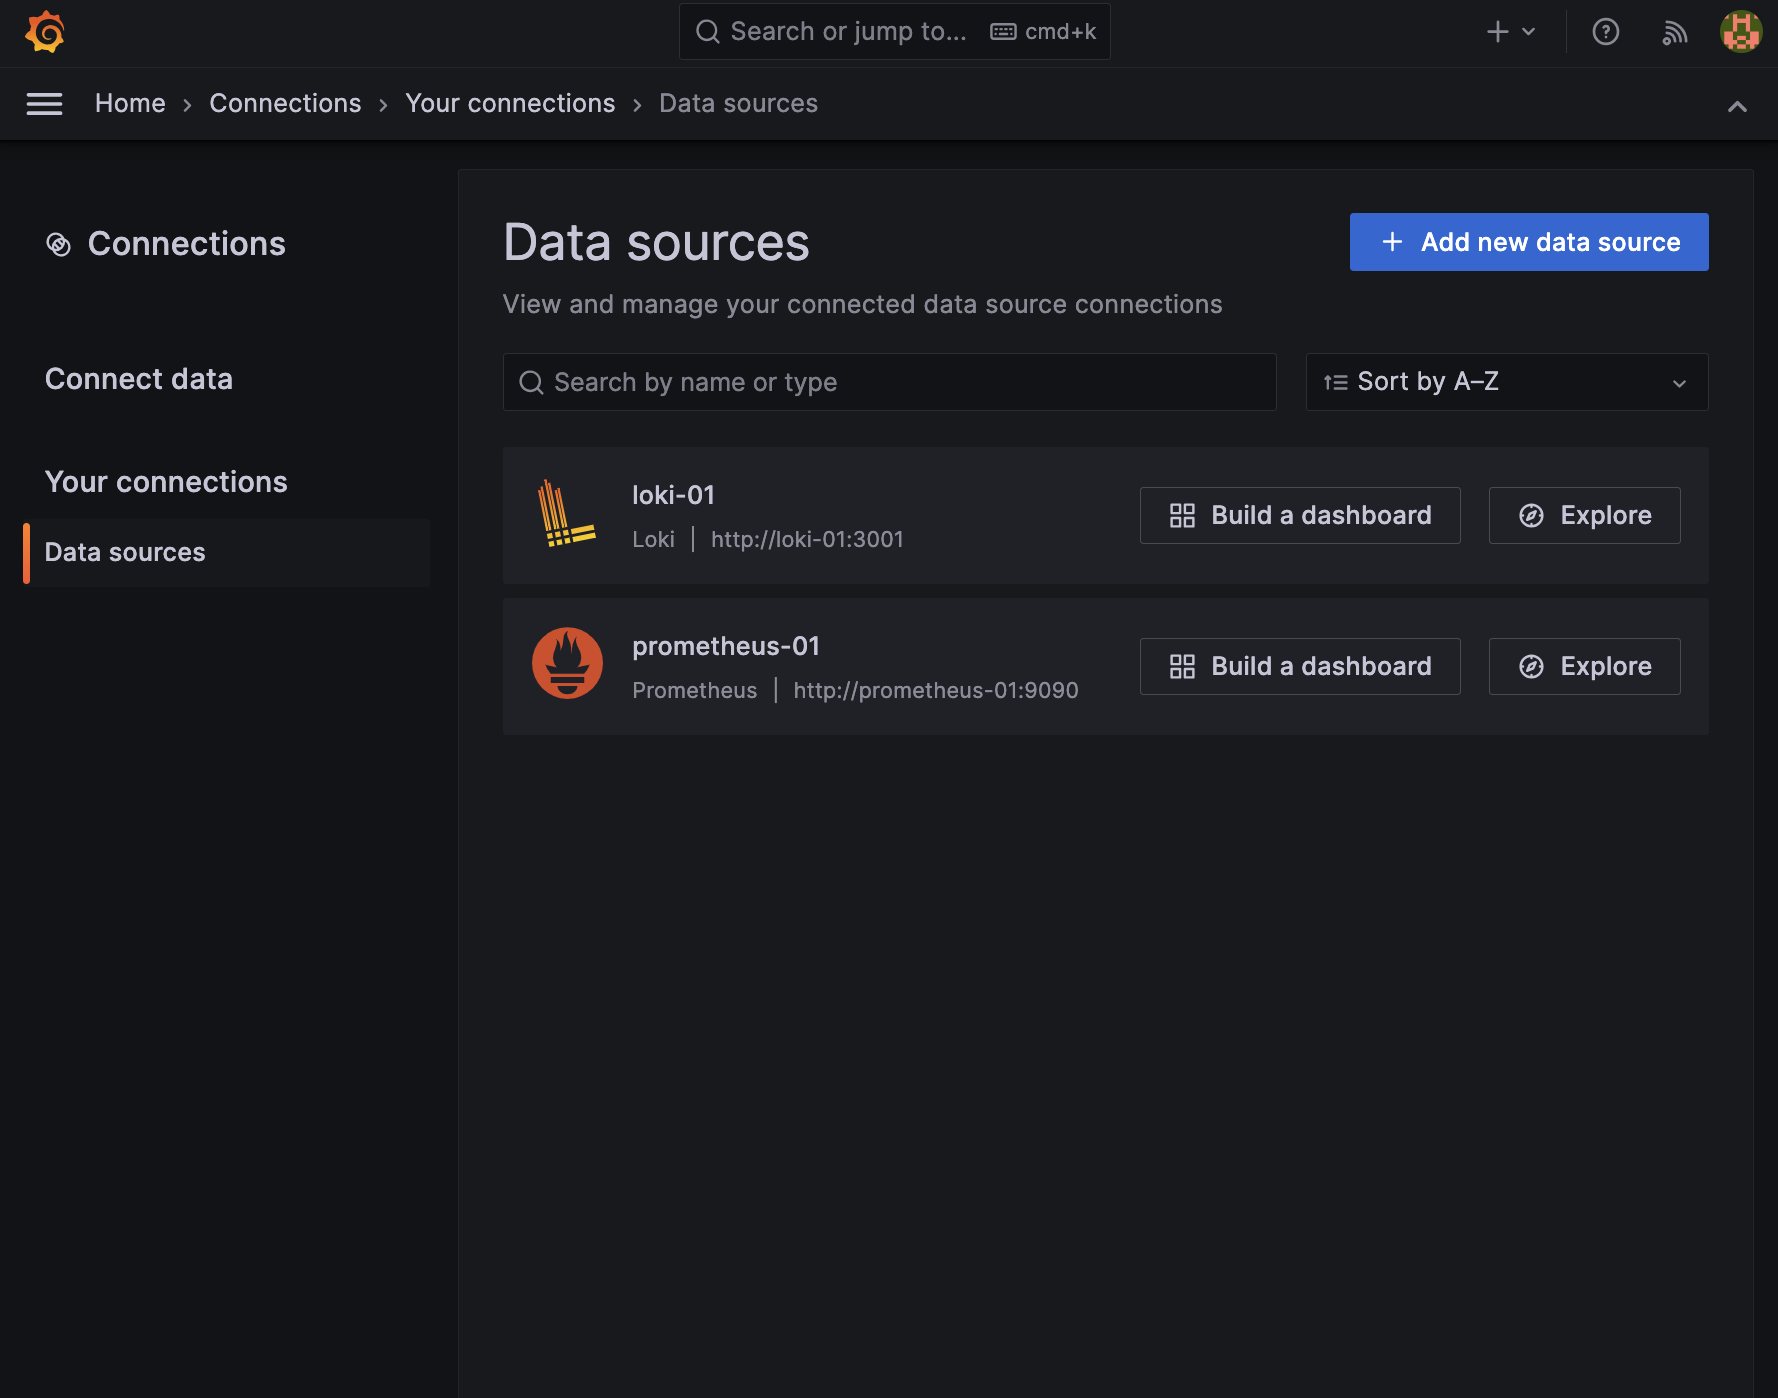 Search or jump to... cmd+k
Home › Connections › Your connections › Data sources
Connections
Connect data
Your connections
Data sources
Data sources
Add new data source
View and manage your connected data source connections
Search by name or type
Sort by A–Z
loki-01
Loki | http://loki-01:3001
Build a dashboard
Explore
prometheus-01
Prometheus | http://prometheus-01:9090
Build a dashboard
Explore